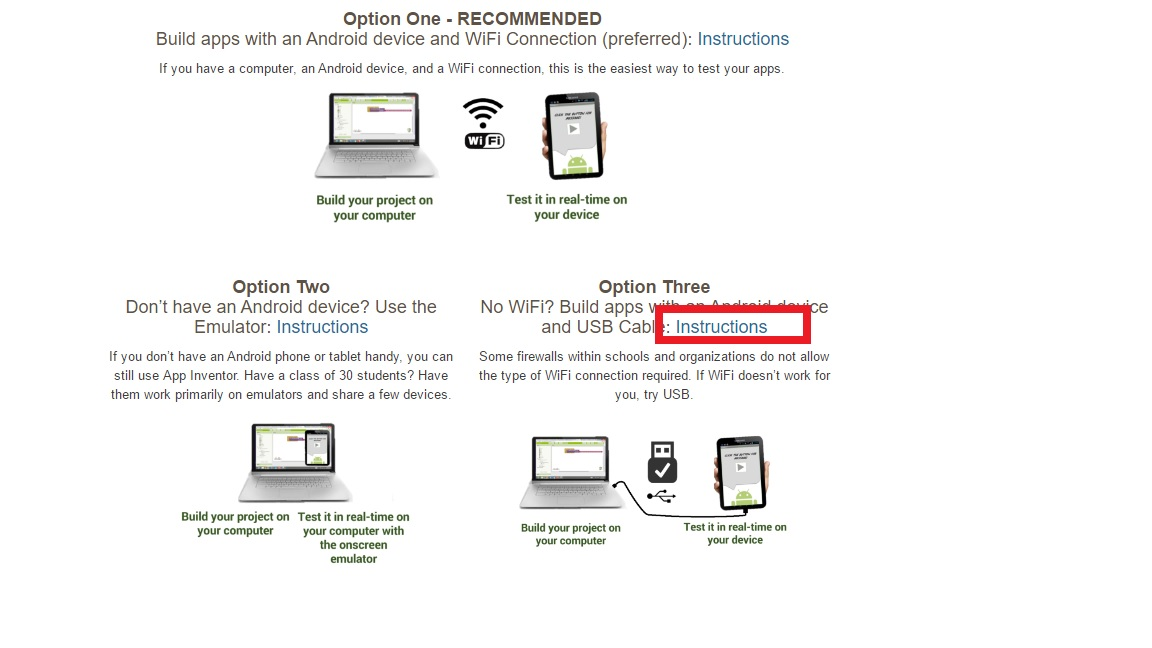 Option One - RECOMMENDED
Build apps with an Android device and WiFi Connection (preferred): Instructions
If you have a computer, an Android device, and a WiFi connection, this is the easiest way to test your apps.
WiFi
Build your project on
your computer
Test it in real-time on
your device
Option Two
Don’t have an Android device? Use the
Emulator: Instructions
If you don’t have an Android phone or tablet handy, you can
still use App Inventor. Have a class of 30 students? Have
them work primarily on emulators and share a few devices.
Build your project on
your computer
Test it in real-time on
your computer with
the onscreen
emulator
Option Three
No WiFi? Build apps with an Android device
and USB Cable: Instructions
Some firewalls within schools and organizations do not allow
the type of WiFi connection required. If WiFi doesn’t work for
you, try USB.
Build your project on
your computer
Test it in real-time on
your device